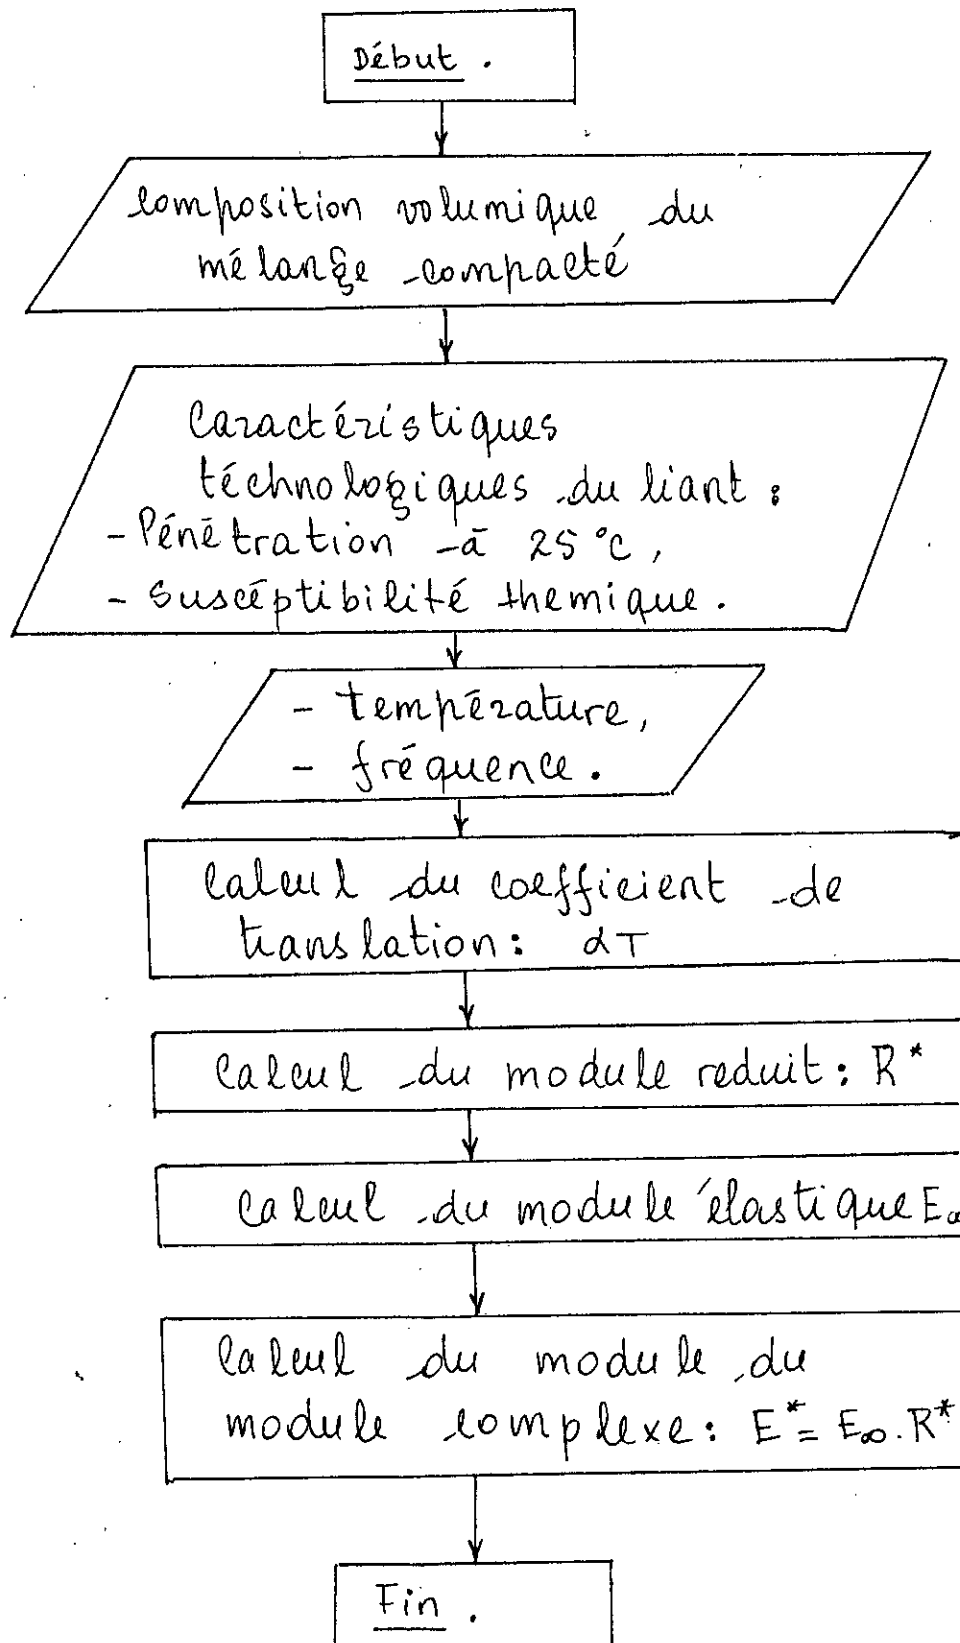 Début.
Composition volumique du
mélange compacté
Caractéristiques
téchnologiques du liant :
- Pénétration à 25 °C,
- Suscéptibilité themique.
- température,
- fréquence.
Calcul du coefficient de
translation: αT
Calcul du module reduit: R*
Calcul du module élastique E∞
Calcul du module du
module complexe: E* = E∞.R*
Fin.